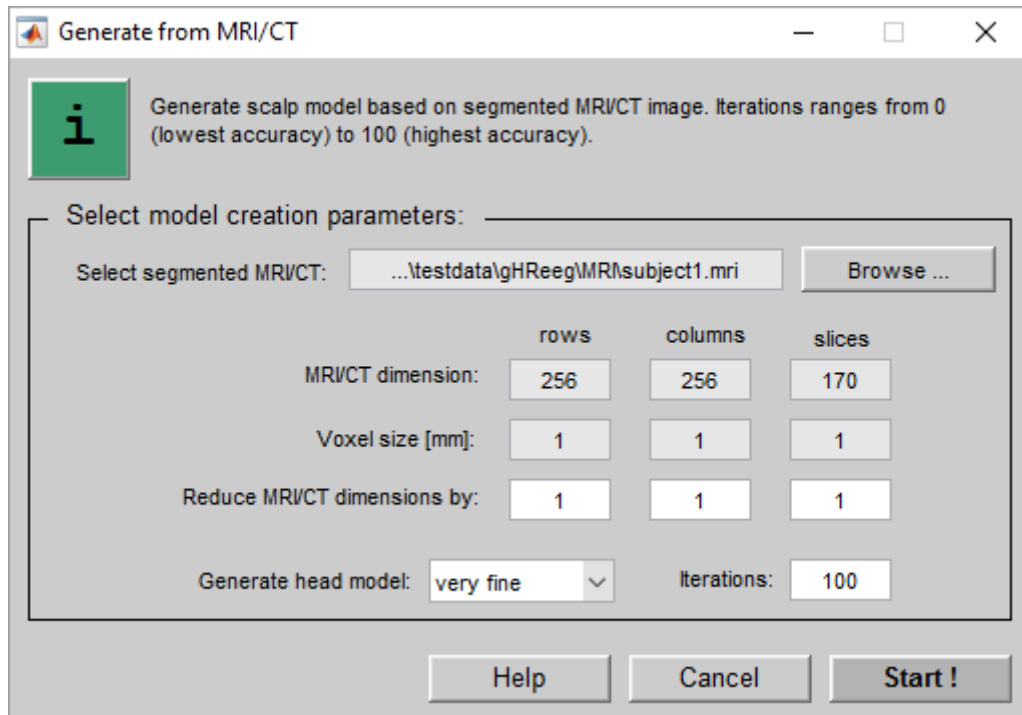 Generate from MRI/CT
i
Generate scalp model based on segmented MRI/CT image. Iterations ranges from 0
(lowest accuracy) to 100 (highest accuracy).
Select model creation parameters:
Select segmented MRI/CT: ...\testdata\gHReeg\MRI\subject1.mri Browse ...
rows columns slices
MRI/CT dimension: 256 256 170
Voxel size [mm]: 1 1 1
Reduce MRI/CT dimensions by: 1 1 1
Generate head model: very fine Iterations: 100
Help Cancel Start !